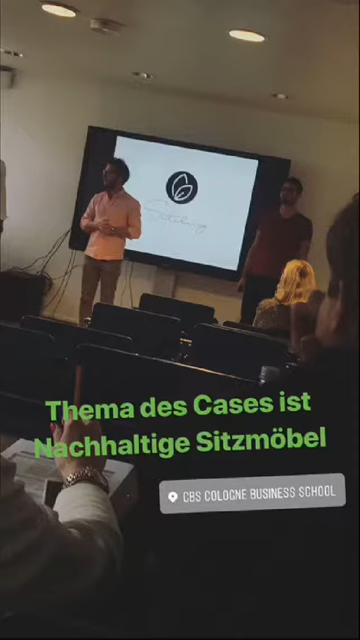 Thema des Cases ist
Nachhaltige Sitzmöbel
CBS COLOGNE BUSINESS SCHOOL